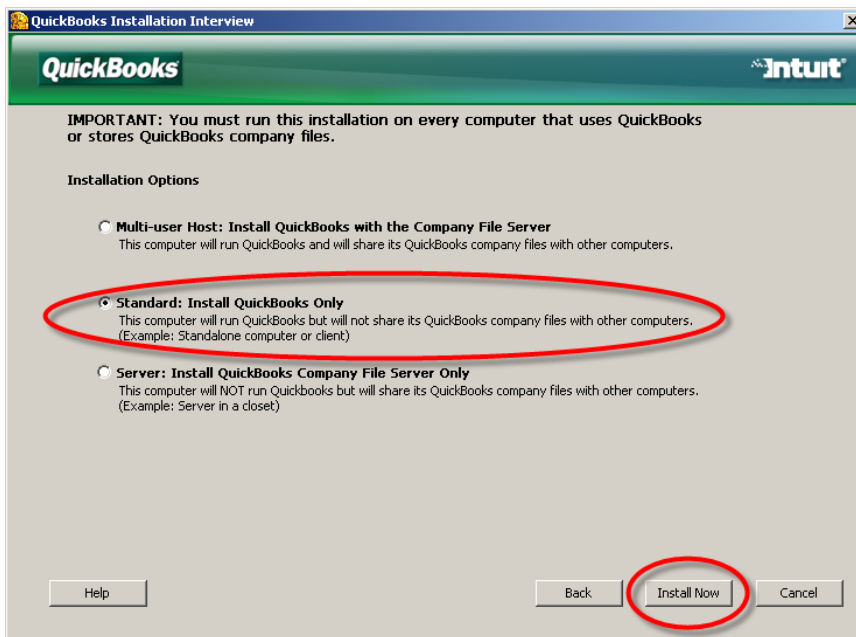 QuickBooks Installation Interview
QuickBooks
Intuit
IMPORTANT: You must run this installation on every computer that uses QuickBooks
or stores QuickBooks company files.
Installation Options
Multi-user Host: Install QuickBooks with the Company File Server
This computer will run QuickBooks and will share its QuickBooks company files with other computers.
Standard: Install QuickBooks Only
This computer will run QuickBooks but will not share its QuickBooks company files with other computers.
(Example: Standalone computer or client)
Server: Install QuickBooks Company File Server Only
This computer will NOT run Quickbooks but will share its QuickBooks company files with other computers.
(Example: Server in a closet)
Help
Back
Install Now
Cancel